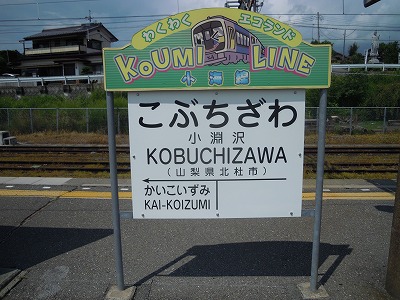 わくわく エコランド
KOUMI LINE
小海線
こぶちざわ
小淵沢
KOBUCHIZAWA
(山梨県北杜市)
かいこいずみ
KAI-KOIZUMI